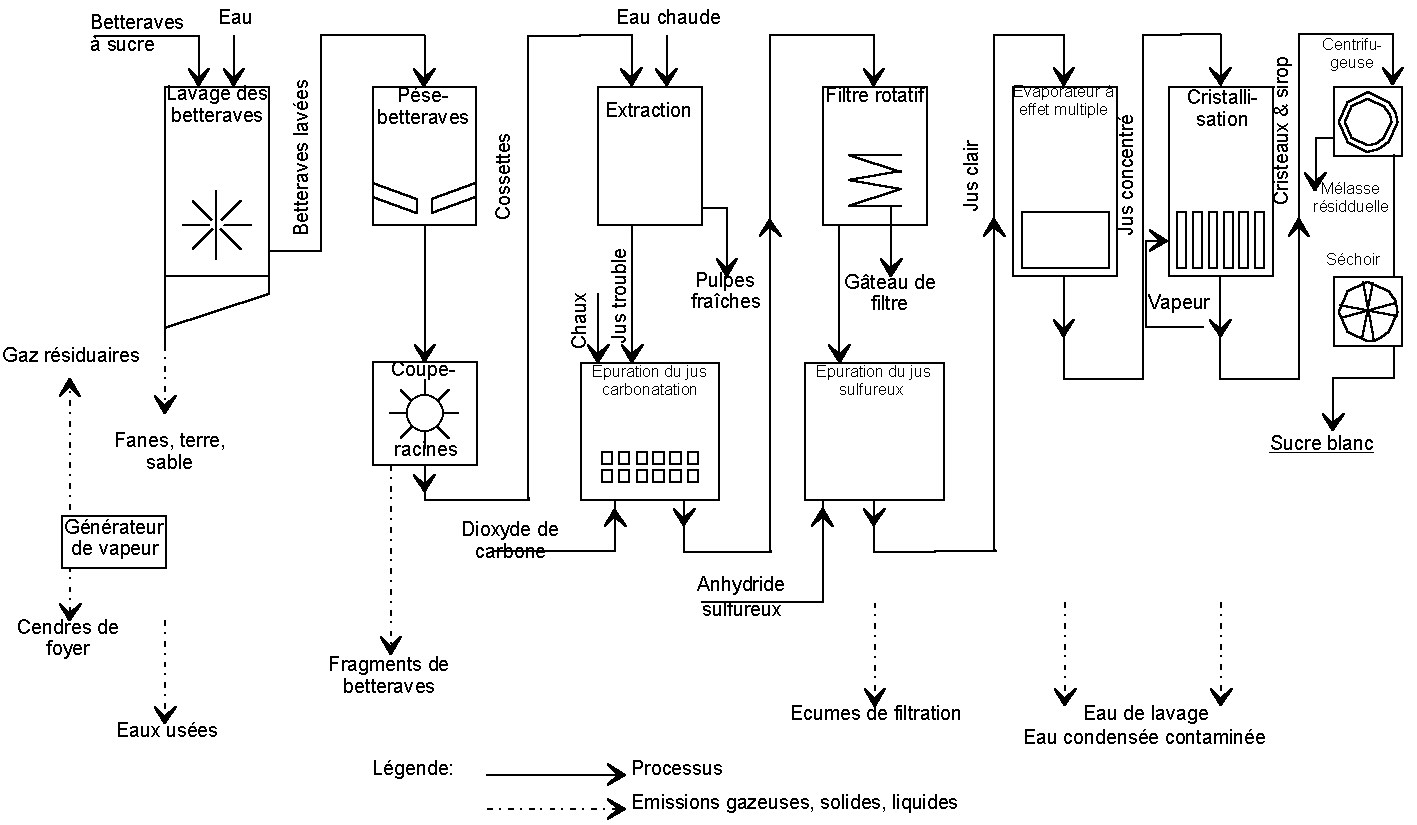 Betteraves
à sucre
Eau
Lavage des
betteraves
Betteraves lavées
Fanes, terre,
sable
Gaz résiduaires
Générateur
de vapeur
Cendres de
foyer
Eaux usées
Pése-
betteraves
Coupe-
racines
Fragments de
betteraves
Cossettes
Eau chaude
Extraction
Pulpes
fraîches
Jus trouble
Chaux
Epuration du jus
carbonatation
Dioxyde de
carbone
Filtre rotatif
Gâteau de
filtre
Epuration du jus
sulfureux
Anhydride
sulfureux
Ecumes de filtration
Jus clair
Evaporateur à
effet multiple
Jus concentré
Cristalli-
sation
Vapeur
Cristeaux & sirop
Centrifu-
geuse
Mélasse
résidduelle
Séchoir
Sucre blanc
Eau de lavage
Eau condensée contaminée
Légende:
Processus
Emissions gazeuses, solides, liquides